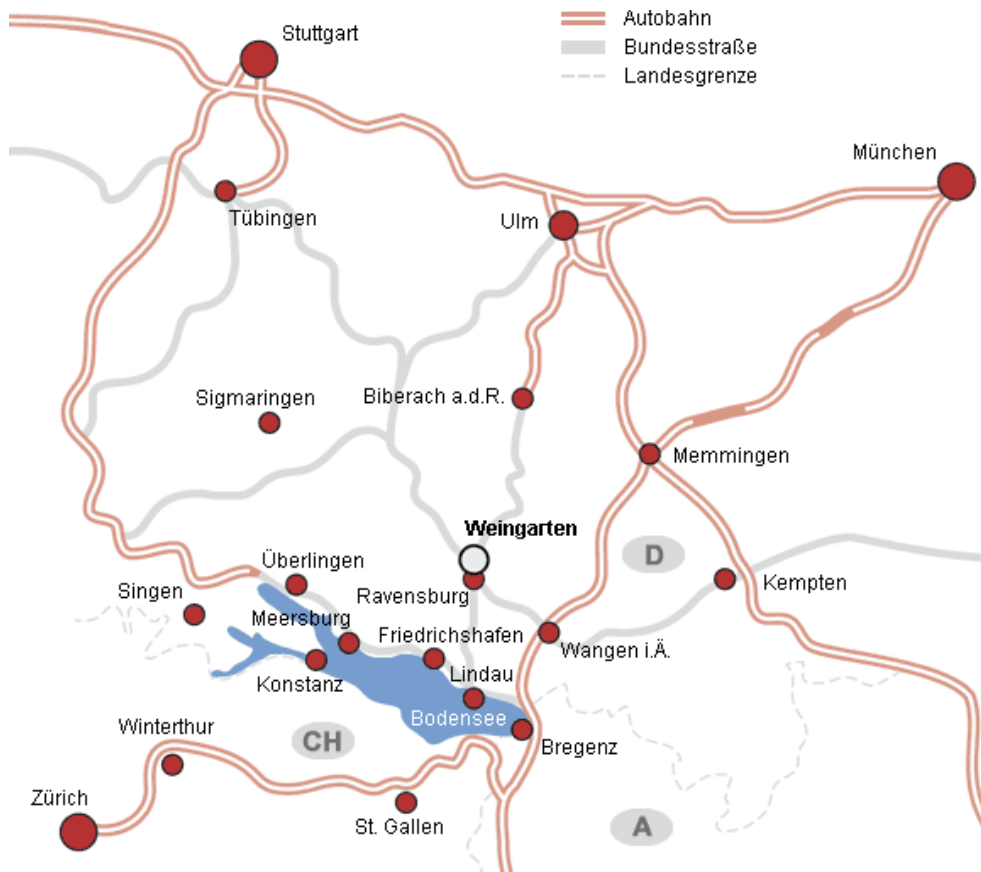 Autobahn
Stuttgart
Bundesstraße
Landesgrenze
München
Tübingen
Ulm
Sigmaringen
Biberach a.d.R.
Memmingen
Weingarten
D
Überlingen
Singen
Ravensburg
Kempten
Meersburg
Friedrichshafen
Wangen i.Ä.
Lindau
Konstanz
Bodensee
Winterthur
CH
Bregenz
Zürich
St. Gallen
A